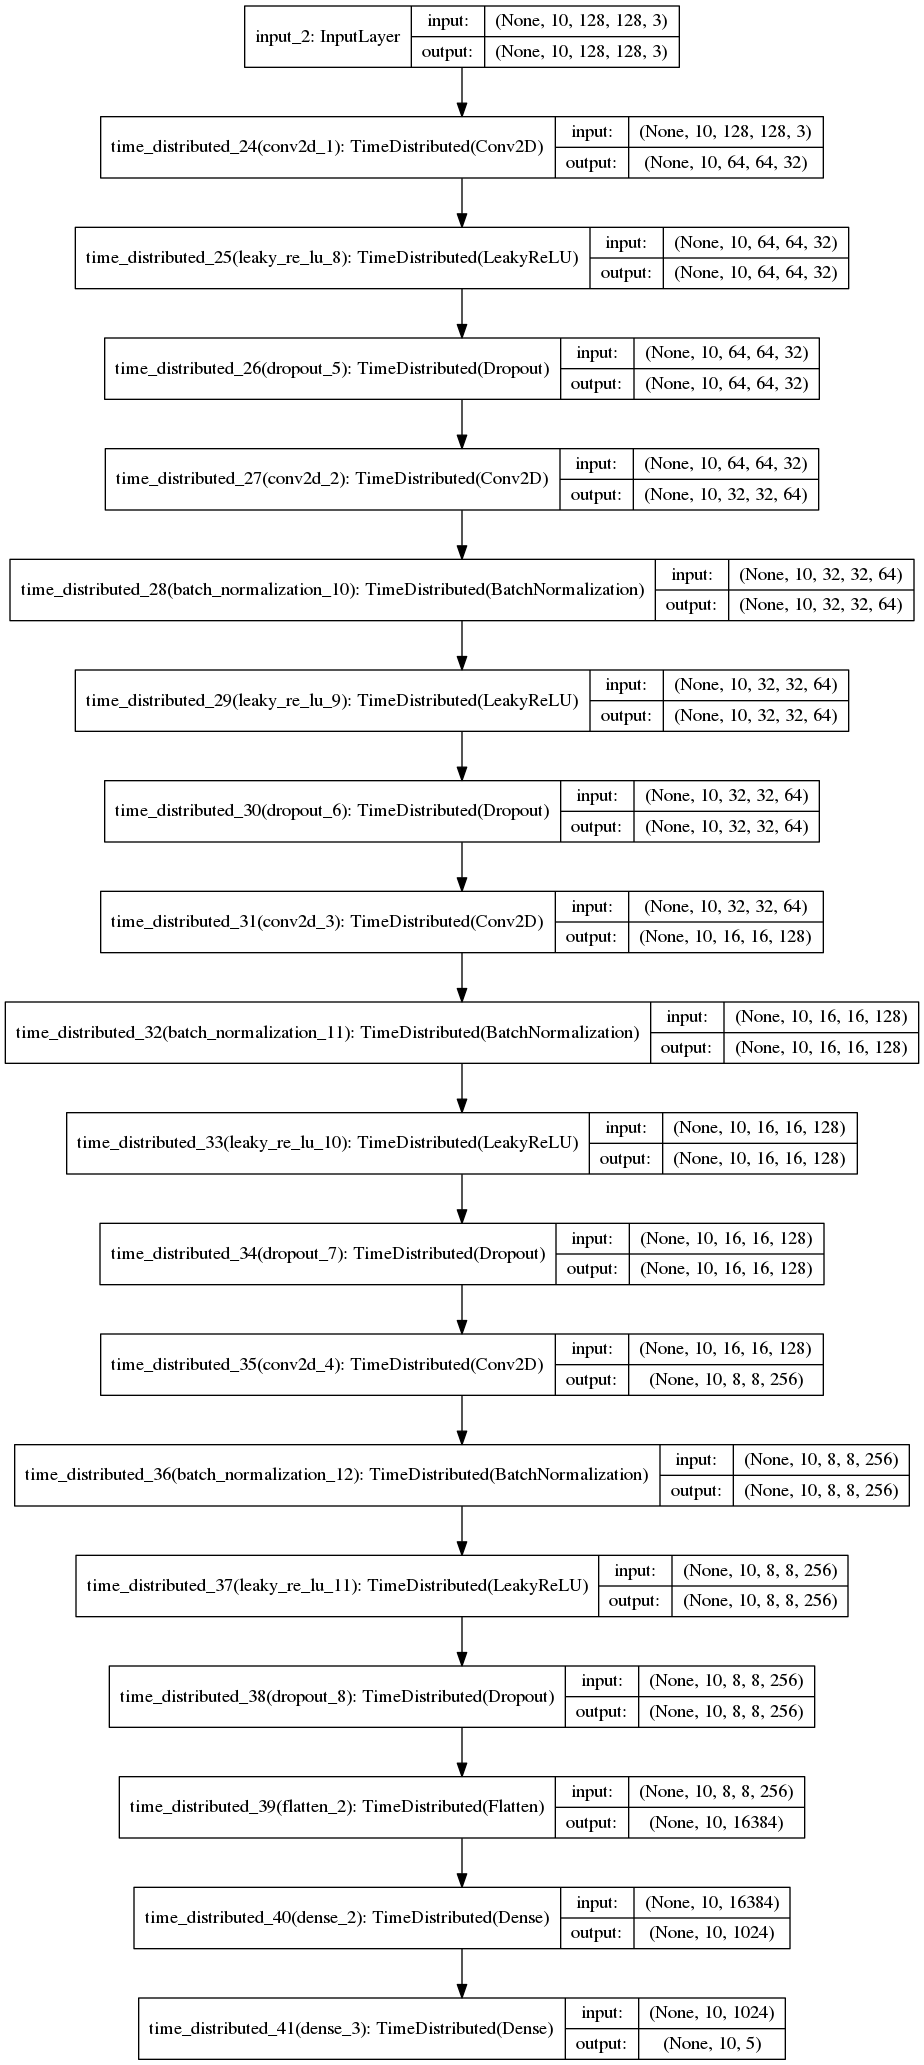 input_2: InputLayer
input: (None, 10, 128, 128, 3)
output: (None, 10, 128, 128, 3)
time_distributed_24(conv2d_1): TimeDistributed(Conv2D)
input: (None, 10, 128, 128, 3)
output: (None, 10, 64, 64, 32)
time_distributed_25(leaky_re_lu_8): TimeDistributed(LeakyReLU)
input: (None, 10, 64, 64, 32)
output: (None, 10, 64, 64, 32)
time_distributed_26(dropout_5): TimeDistributed(Dropout)
input: (None, 10, 64, 64, 32)
output: (None, 10, 64, 64, 32)
time_distributed_27(conv2d_2): TimeDistributed(Conv2D)
input: (None, 10, 64, 64, 32)
output: (None, 10, 32, 32, 64)
time_distributed_28(batch_normalization_10): TimeDistributed(BatchNormalization)
input: (None, 10, 32, 32, 64)
output: (None, 10, 32, 32, 64)
time_distributed_29(leaky_re_lu_9): TimeDistributed(LeakyReLU)
input: (None, 10, 32, 32, 64)
output: (None, 10, 32, 32, 64)
time_distributed_30(dropout_6): TimeDistributed(Dropout)
input: (None, 10, 32, 32, 64)
output: (None, 10, 32, 32, 64)
time_distributed_31(conv2d_3): TimeDistributed(Conv2D)
input: (None, 10, 32, 32, 64)
output: (None, 10, 16, 16, 128)
time_distributed_32(batch_normalization_11): TimeDistributed(BatchNormalization)
input: (None, 10, 16, 16, 128)
output: (None, 10, 16, 16, 128)
time_distributed_33(leaky_re_lu_10): TimeDistributed(LeakyReLU)
input: (None, 10, 16, 16, 128)
output: (None, 10, 16, 16, 128)
time_distributed_34(dropout_7): TimeDistributed(Dropout)
input: (None, 10, 16, 16, 128)
output: (None, 10, 16, 16, 128)
time_distributed_35(conv2d_4): TimeDistributed(Conv2D)
input: (None, 10, 16, 16, 128)
output: (None, 10, 8, 8, 256)
time_distributed_36(batch_normalization_12): TimeDistributed(BatchNormalization)
input: (None, 10, 8, 8, 256)
output: (None, 10, 8, 8, 256)
time_distributed_37(leaky_re_lu_11): TimeDistributed(LeakyReLU)
input: (None, 10, 8, 8, 256)
output: (None, 10, 8, 8, 256)
time_distributed_38(dropout_8): TimeDistributed(Dropout)
input: (None, 10, 8, 8, 256)
output: (None, 10, 8, 8, 256)
time_distributed_39(flatten_2): TimeDistributed(Flatten)
input: (None, 10, 8, 8, 256)
output: (None, 10, 16384)
time_distributed_40(dense_2): TimeDistributed(Dense)
input: (None, 10, 16384)
output: (None, 10, 1024)
time_distributed_41(dense_3): TimeDistributed(Dense)
input: (None, 10, 1024)
output: (None, 10, 5)